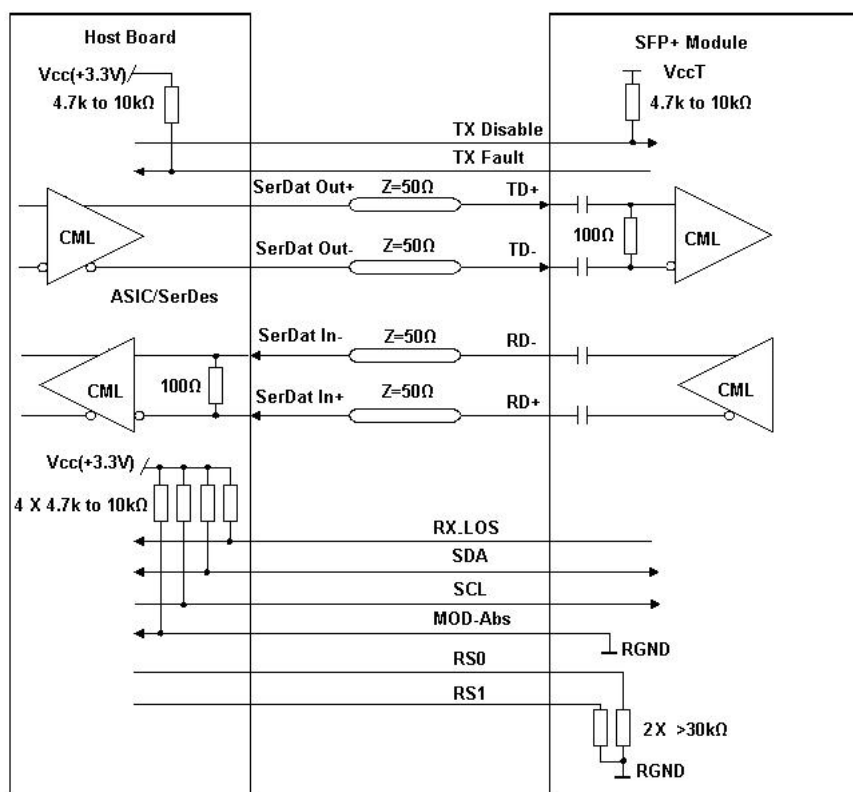 Host Board
SFP+ Module
Vcc(+3.3V)
4.7k to 10kΩ
VccT
4.7k to 10kΩ
TX Disable
TX Fault
SerDat Out+
Z=50Ω
TD+
CML
100Ω
CML
SerDat Out-
Z=50Ω
TD-
ASIC/SerDes
SerDat In-
Z=50Ω
RD-
CML
100Ω
CML
SerDat In+
Z=50Ω
RD+
Vcc(+3.3V)
4 X 4.7k to 10kΩ
RX_LOS
SDA
SCL
MOD-Abs
RGND
RS0
RS1
2 X >30kΩ
RGND